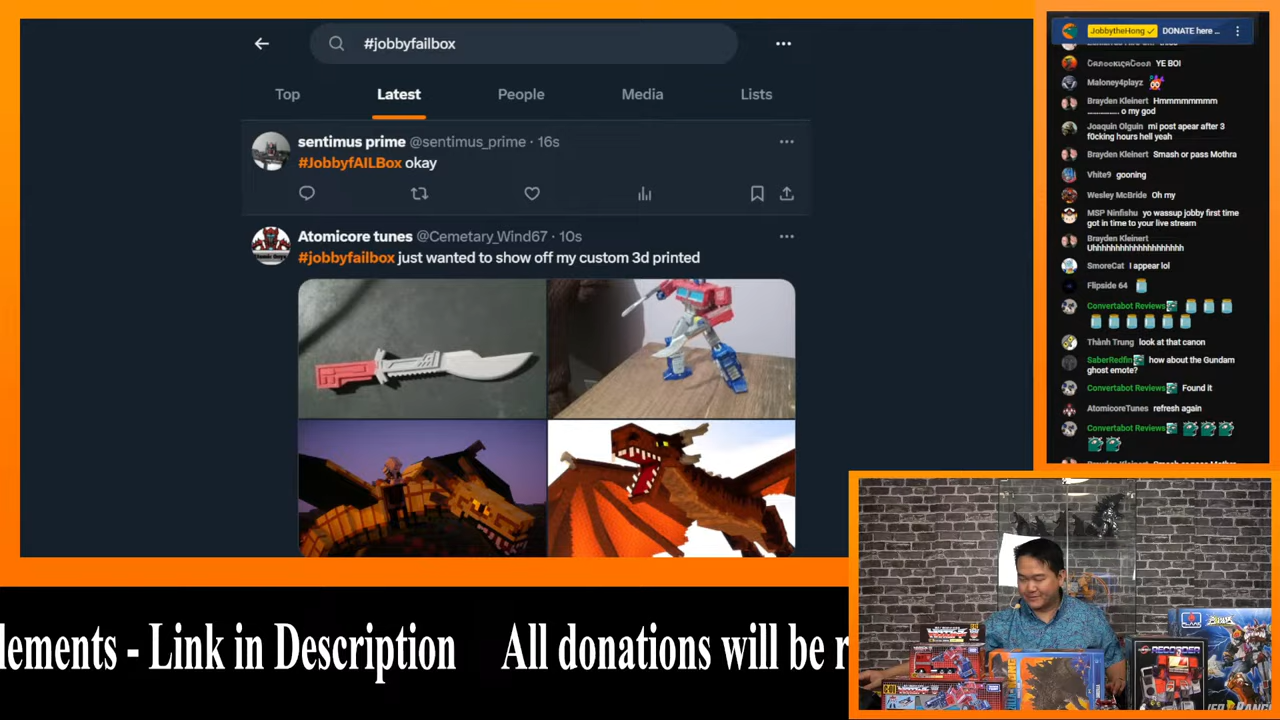 #jobbyfailbox
Top
Latest
People
Media
Lists
sentimus prime @sentimus_prime · 16s
#JobbyfAILBox okay
Atomicore tunes @Cemetary_Wind67 · 10s
#jobbyfailbox just wanted to show off my custom 3d printed
JobbytheHong DONATE here ...
YE BOI
Maloney4playz
Brayden Kleinert Hmmmmmmmm
................. o my god
Joaquin Olguin mi post apear after 3
f0cking hours hell yeah
Brayden Kleinert Smash or pass Mothra
Vhite9 gooning
Wesley McBride Oh my
MSP Ninfishu yo wassup jobby first time
got in time to your live stream
Brayden Kleinert
Uhhhhhhhhhhhhhhhhhh
SmoreCat I appear lol
Flipside 64
Convertabot Reviews
Thành Trung look at that canon
SaberRedfin how about the Gundam
ghost emote?
Convertabot Reviews Found it
AtomicoreTunes refresh again
Convertabot Reviews
lements - Link in Description All donations will be r
RECORDER